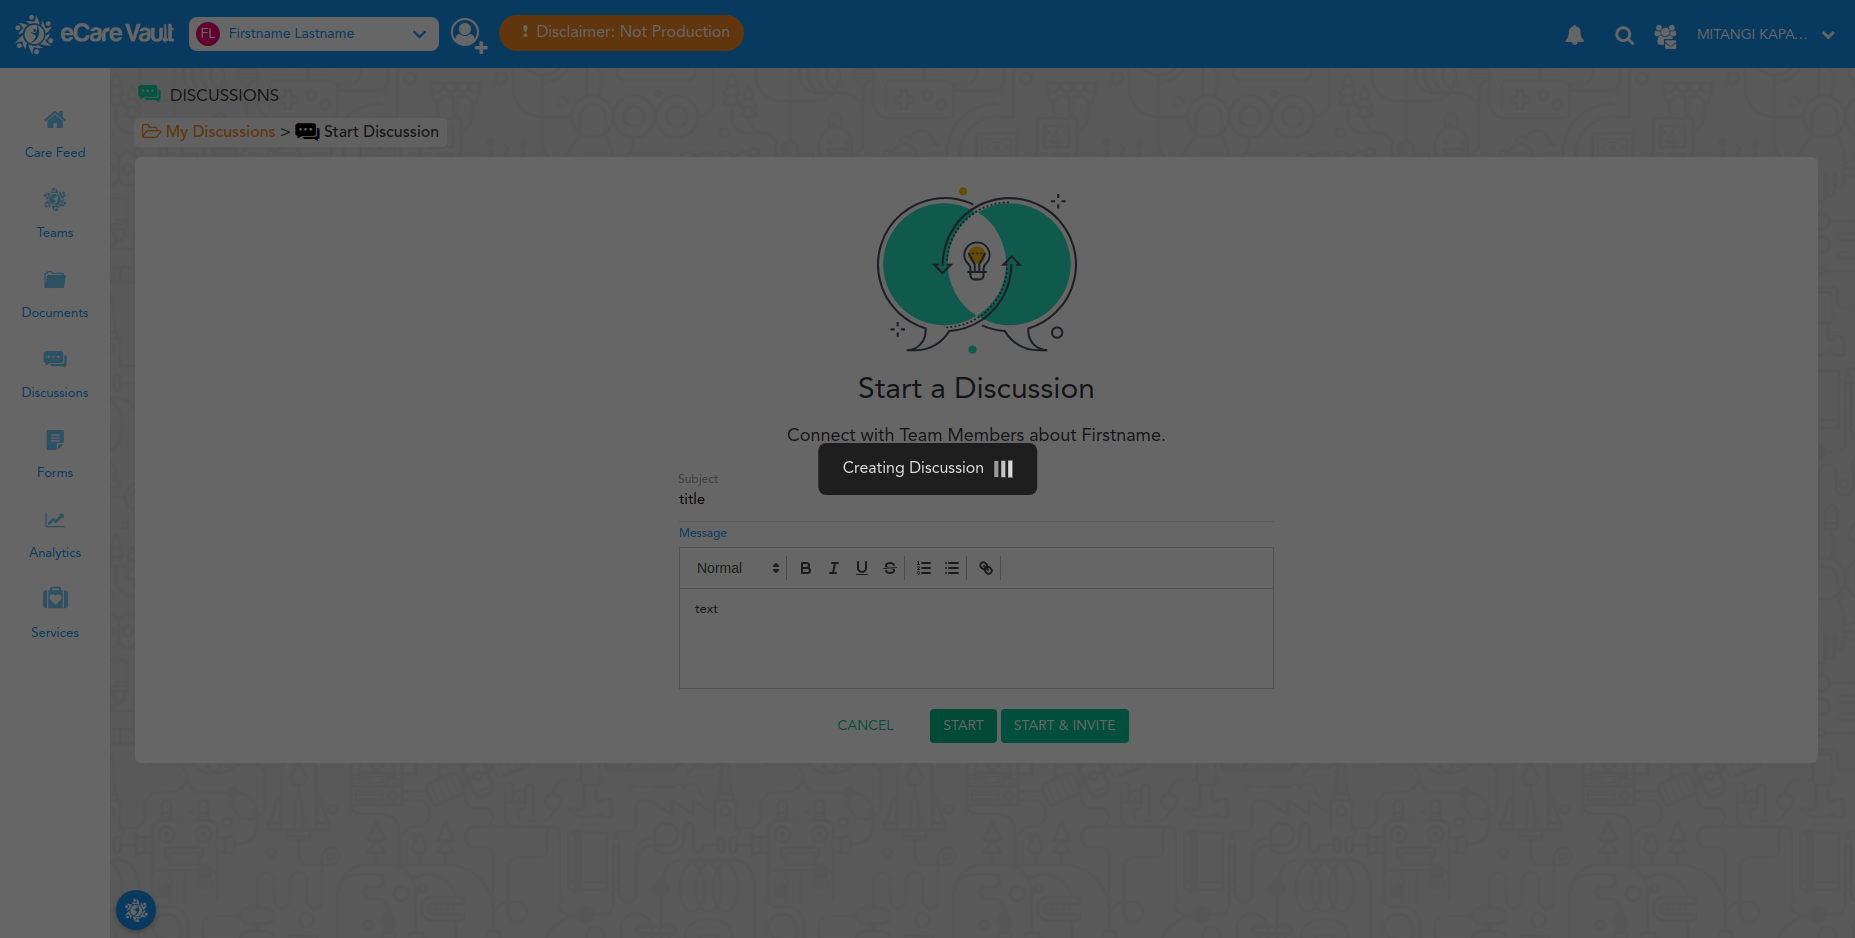 eCare Vault
FL Firstname Lastname
! Disclaimer: Not Production
MITANGI KAPA...
DISCUSSIONS
My Discussions > Start Discussion
Care Feed
Teams
Documents
Discussions
Forms
Analytics
Services
Start a Discussion
Connect with Team Members about Firstname.
Creating Discussion
Subject
title
Message
Normal B I U S
text
CANCEL START START & INVITE